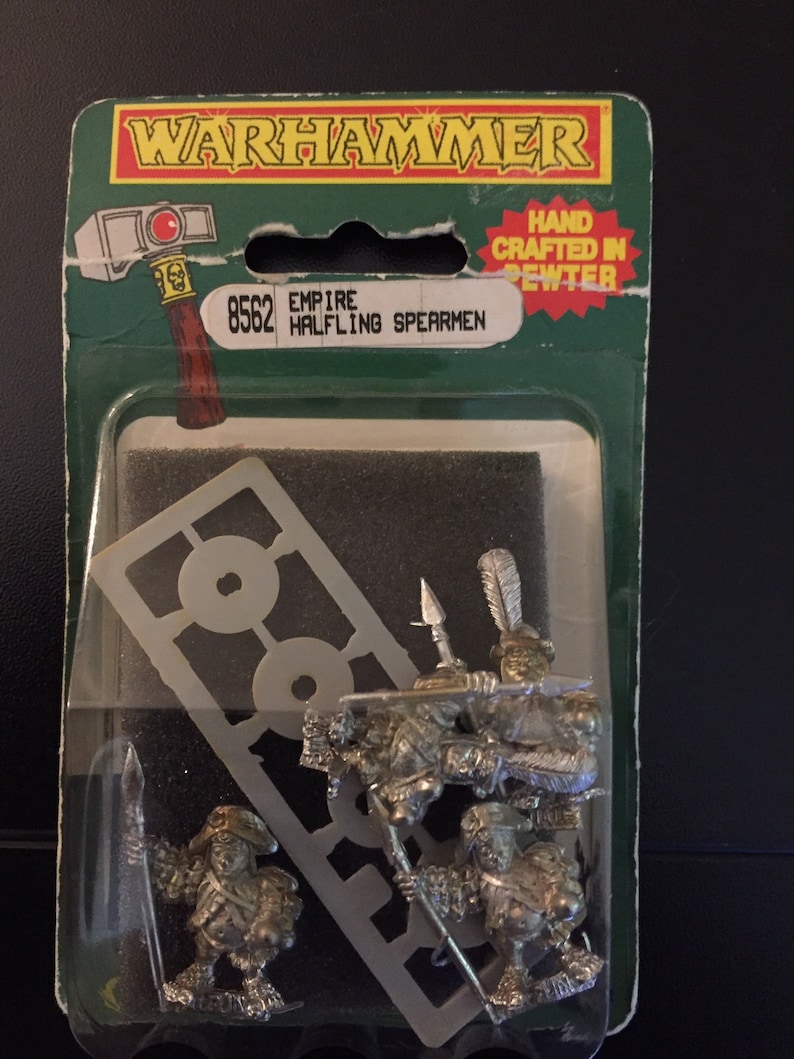 WARHAMMER
HAND
CRAFTED IN
PEWTER
8562 EMPIRE
HALFLING SPEARMEN